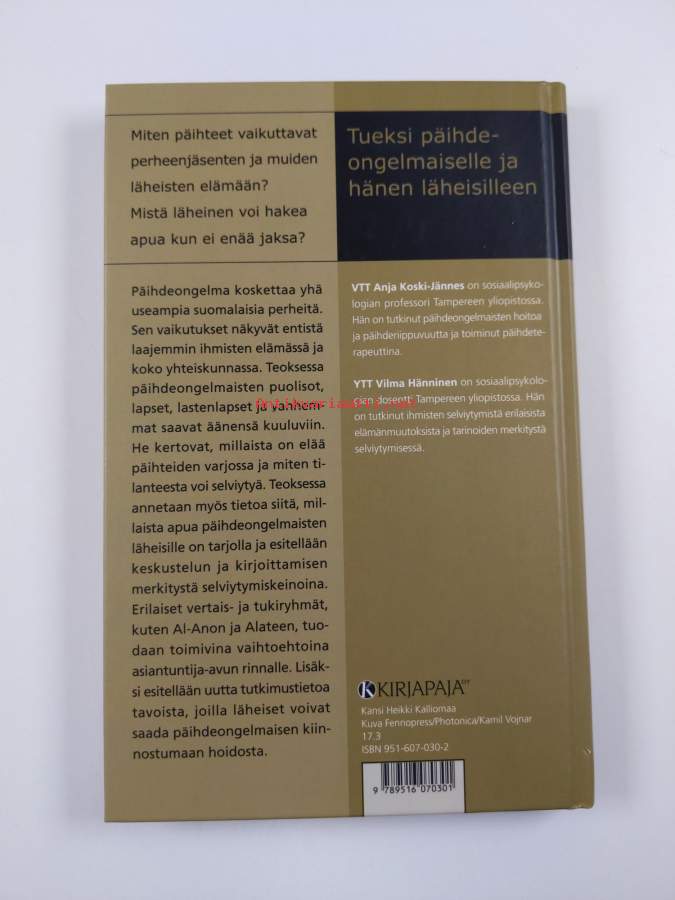 Miten päihteet vaikuttavat
perheenjäsenten ja muiden
läheisten elämään?
Mistä läheinen voi hakea
apua kun ei enää jaksa?
Tueksi päihde-
ongelmaiselle ja
hänen läheisilleen
Päihdeongelma koskettaa yhä
useampia suomalaisia perheitä.
Sen vaikutukset näkyvät entistä
laajemmin ihmisten elämässä ja
koko yhteiskunnassa. Teoksessa
päihdeongelmaisten puolisot,
lapset, lastenlapset ja vanhem-
mat saavat äänensä kuuluviin.
He kertovat, millaista on elää
päihteiden varjossa ja miten ti-
lanteesta voi selviytyä. Teoksessa
annetaan myös tietoa siitä, mil-
laista apua päihdeongelmaisten
läheisille on tarjolla ja esitellään
keskustelun ja kirjoittamisen
merkitystä selviytymiskeinoina.
Erilaiset vertais- ja tukiryhmät,
kuten Al-Anon ja Alateen, tuo-
daan toimivina vaihtoehtoina
asiantuntija-avun rinnalle. Lisäk-
si esitellään uutta tutkimustietoa
tavoista, joilla läheiset voivat
saada päihdeongelmaisen kiin-
nostumaan hoidosta.
VTT Anja Koski-Jännes on sosiaalipsyko-
logian professori Tampereen yliopistossa.
Hän on tutkinut päihdeongelmaisten hoitoa
ja päihderiippuvuutta ja toiminut päihdete-
rapeuttina.
YTT Vilma Hänninen on sosiaalipsykolo-
gian dosentti Tampereen yliopistossa. Hän
on tutkinut ihmisten selviytymistä erilaisista
elämänmuutoksista ja tarinoiden merkitystä
selviytymisessä.
Antikvariaatit.net
KIRJAPAJA OY
Kansi Heikki Kalliomaa
Kuva Fennopress/Photonica/Kamil Vojnar
17.3
ISBN 951-607-030-2
9 789516 070301